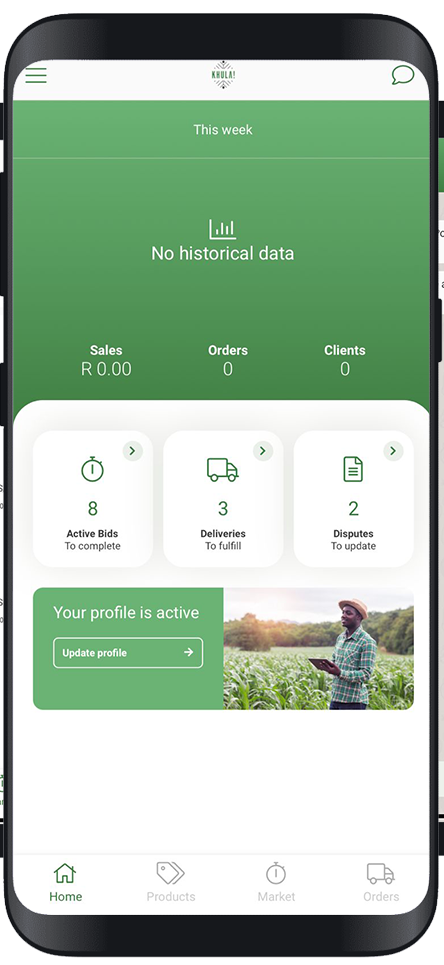 KHULA!
This week
No historical data
Sales Orders Clients
R 0.00 0 0
8 3 2
Active Bids Deliveries Disputes
To complete To fulfill To update
Your profile is active
Update profile
Home Products Market Orders